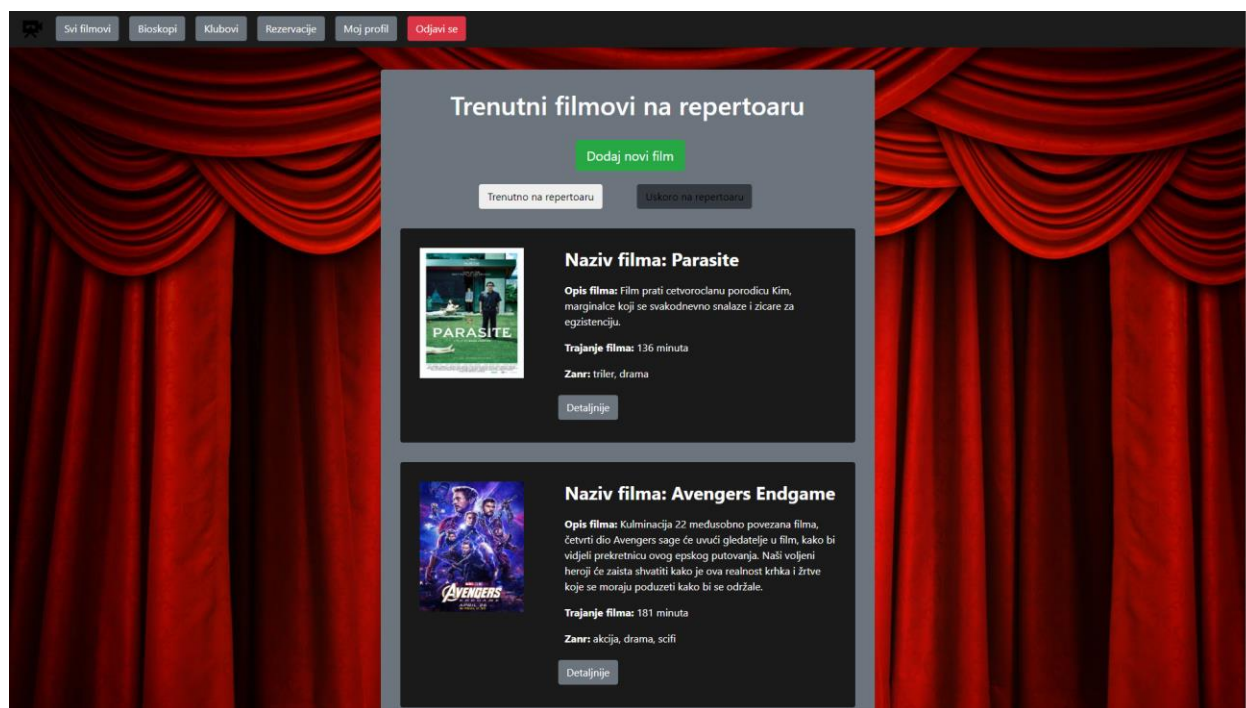 Svi filmovi
Bioskopi
Klubovi
Rezervacije
Moj profil
Odjavi se
Trenutni filmovi na repertoaru
Dodaj novi film
Trenutno na repertoaru
Uskoro na repertoaru
PARASITE
Naziv filma: Parasite
Opis filma: Film prati cetvoroclanu porodicu Kim,
marginalce koji se svakodnevno snalaze i zicare za
egzistenciju.
Trajanje filma: 136 minuta
Zanr: triler, drama
Detaljnije
AVENGERS
Naziv filma: Avengers Endgame
Opis filma: Kulminacija 22 međusobno povezana filma,
četvrti dio Avengers sage će uvući gledatelje u film, kako bi
vidjeli prekretnicu ovog epskog putovanja. Naši voljeni
heroji će zaista shvatiti kako je ova realnost krhka i žrtve
koje se moraju poduzeti kako bi se održale.
Trajanje filma: 181 minuta
Zanr: akcija, drama, scifi
Detaljnije